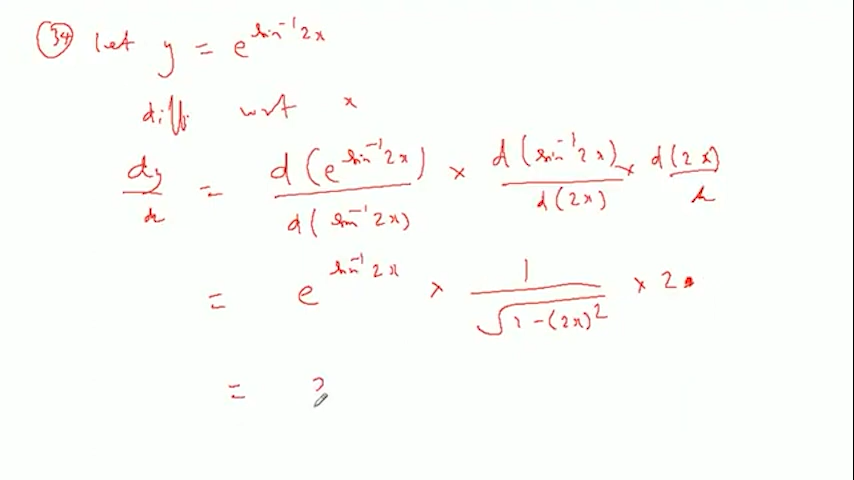 34 let y = e^sin⁻¹2x
diff wrt x
dy/dx = d(e^sin⁻¹2x)/d(sin⁻¹2x) × d(sin⁻¹2x)/d(2x) × d(2x)/dx
= e^sin⁻¹2x × 1/√1-(2x)² × 2
= 2